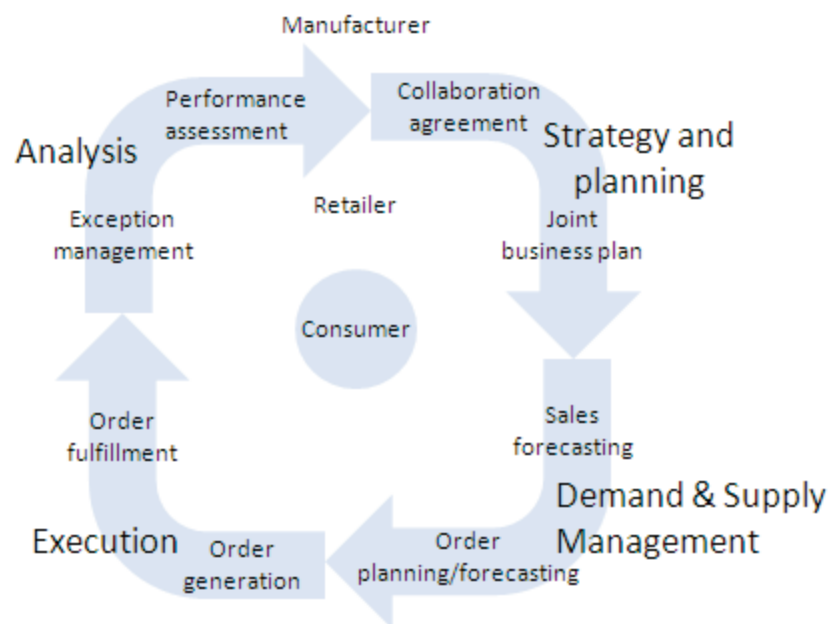 Manufacturer
Performance
assessment
Collaboration
agreement
Analysis
Strategy and
planning
Retailer
Exception
management
Joint
business plan
Consumer
Order
fulfillment
Sales
forecasting
Demand & Supply
Management
Execution
Order
generation
Order
planning/forecasting